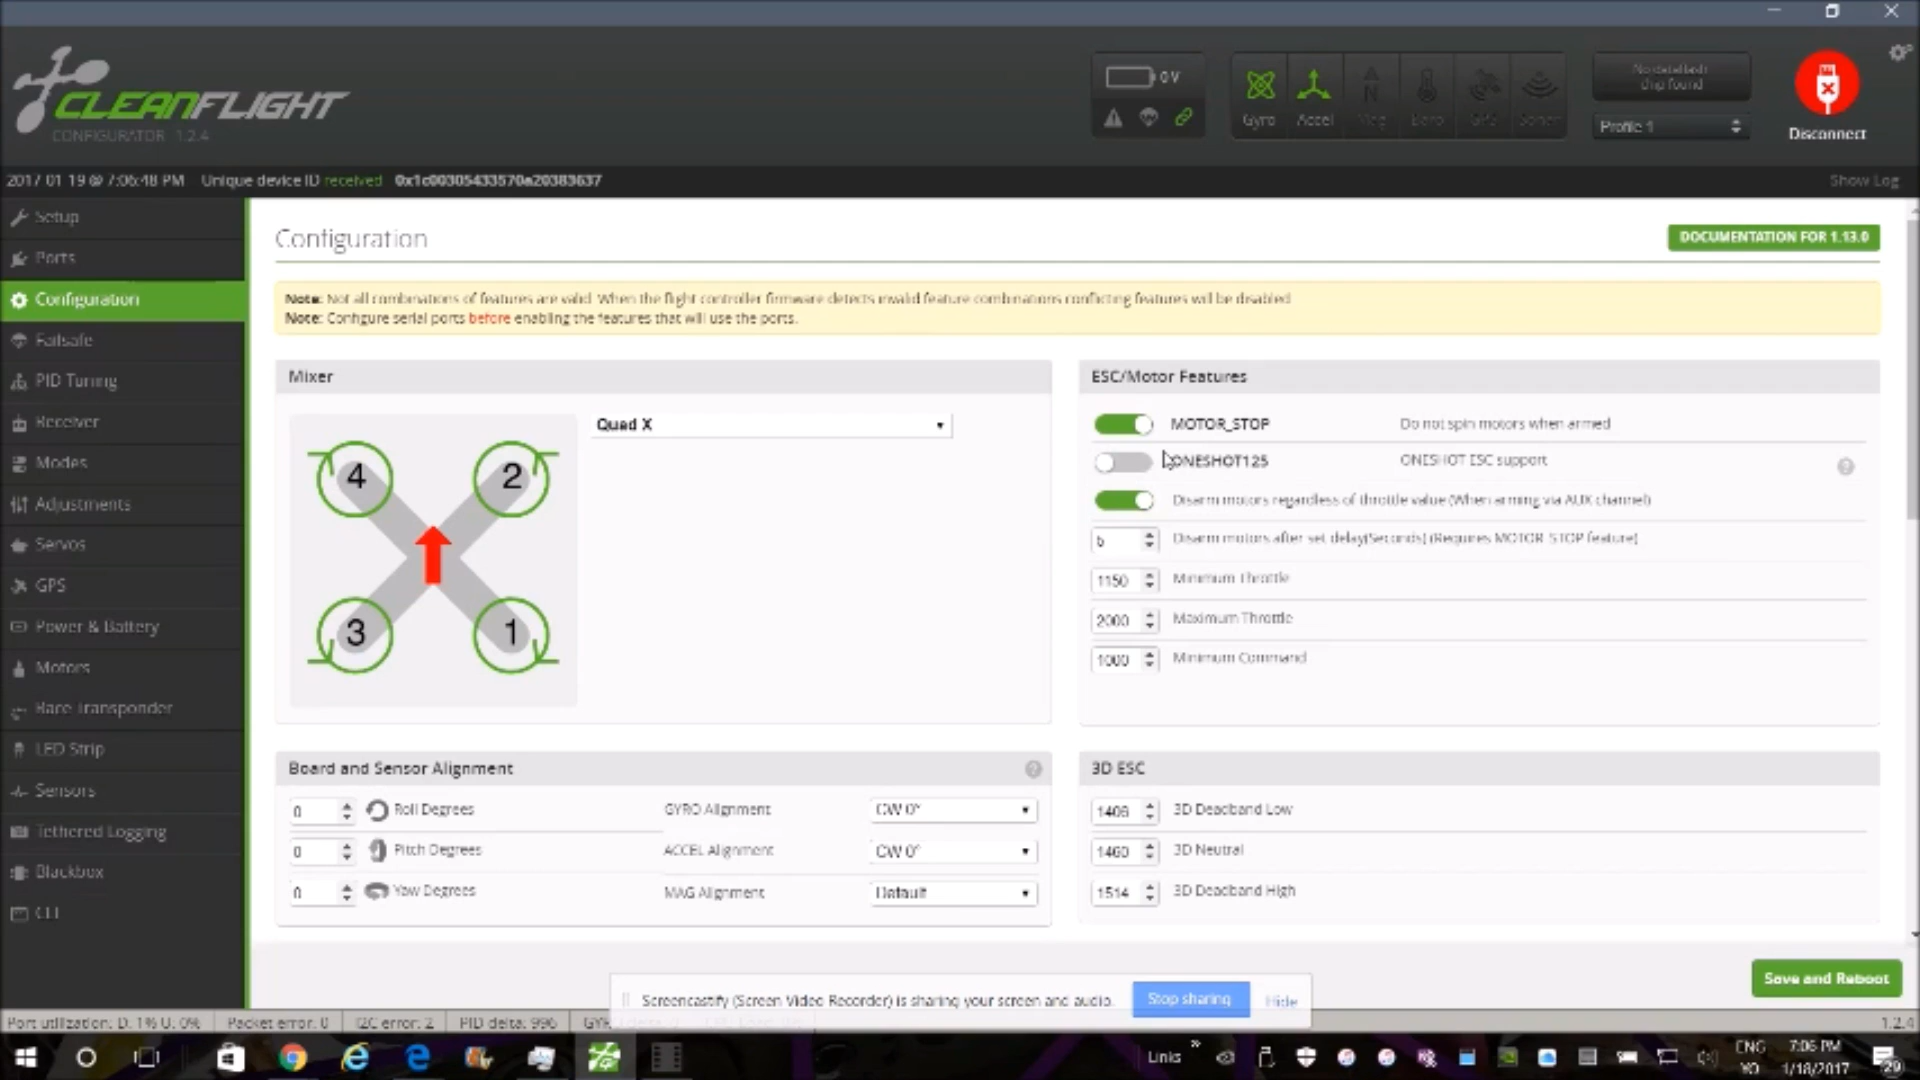 CLEANFLIGHT
CONFIGURATOR 1.2.4
0 V
Gyro Accel Mag Baro GPS Sonar
No dataflash
chip found
Profile 1
Disconnect
2017 01 19 @ 7:06:48 PM Unique device ID received 0x1c00305433570a20383637
Show Log
Setup
Ports
Configuration
Failsafe
PID Tuning
Receiver
Modes
Adjustments
Servos
GPS
Power & Battery
Motors
Race Transponder
LED Strip
Sensors
Tethered Logging
Blackbox
CLI
Configuration
DOCUMENTATION FOR 1.13.0
Note: Not all combinations of features are valid. When the flight controller firmware detects invalid feature combinations conflicting features will be disabled
Note: Configure serial ports before enabling the features that will use the ports.
Mixer
4 2
3 1
Quad X
ESC/Motor Features
MOTOR_STOP Do not spin motors when armed
ONESHOT125 ONESHOT ESC support
Disarm motors regardless of throttle value (When arming via AUX channel)
Disarm motors after set delay(Seconds) (Requires MOTOR STOP feature)
1150 Minimum Throttle
2000 Maximum Throttle
1000 Minimum Command
Board and Sensor Alignment
0 Roll Degrees GYRO Alignment CW 0°
0 Pitch Degrees ACCEL Alignment CW 0°
0 Yaw Degrees MAG Alignment Default
3D ESC
1406 3D Deadband Low
1460 3D Neutral
1514 3D Deadband High
Save and Reboot
Screencastify (Screen Video Recorder) is sharing your screen and audio. Stop sharing Hide
Port utilization: D: 1% U: 0% Packet error: 0 I2C error: 2 PID delta: 996
1.2.4
Links
ENG
YO
7:06 PM
1/18/2017
29